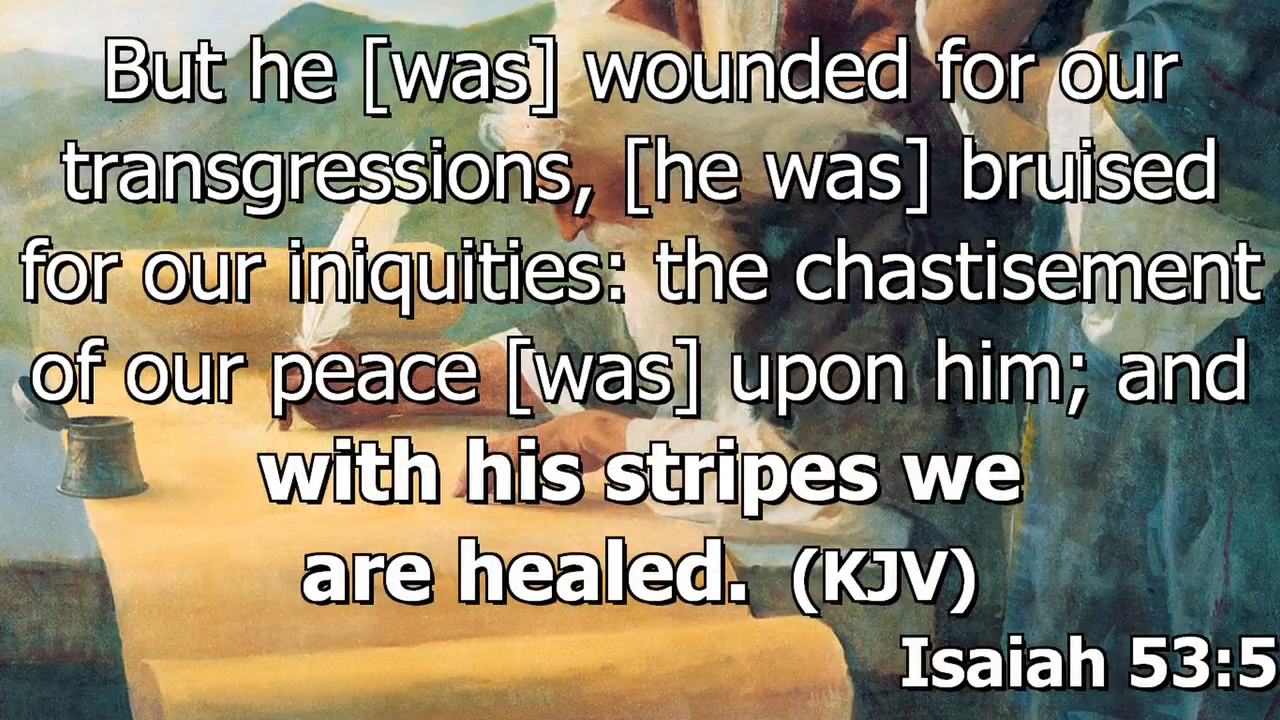 But he [was] wounded for our
transgressions, [he was] bruised
for our iniquities: the chastisement
of our peace [was] upon him; and
with his stripes we
are healed. (KJV)
Isaiah 53:5